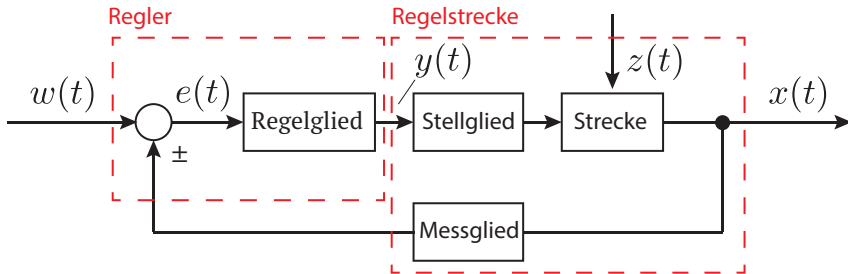 Regler
Regelstrecke
w(t)
e(t)
y(t)
z(t)
x(t)
Regelglied
Stellglied
Strecke
±
Messglied